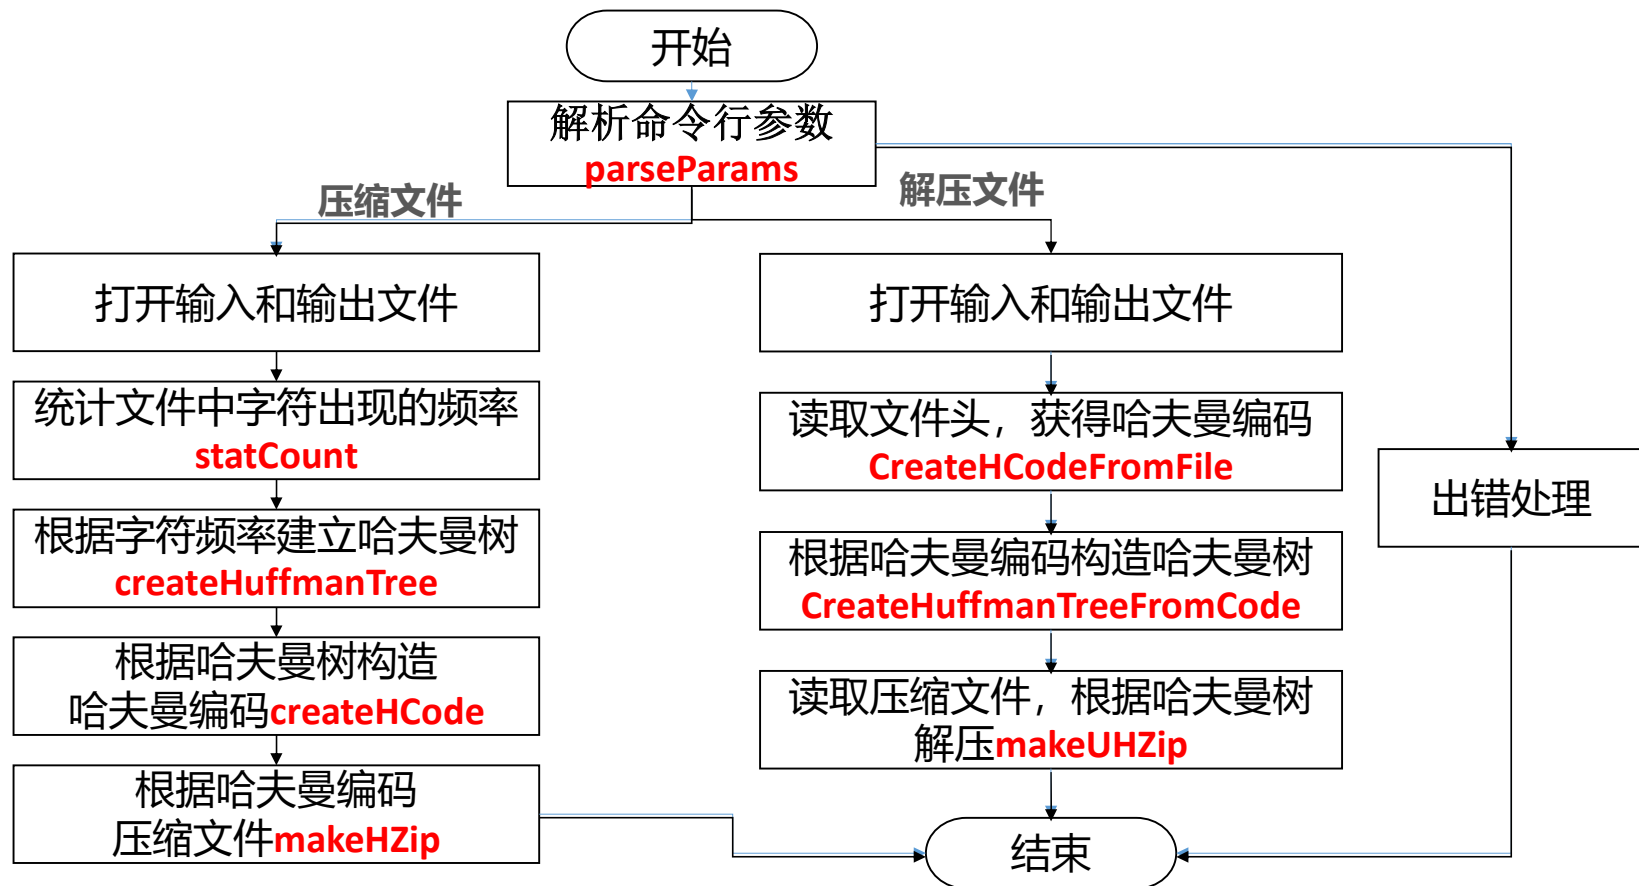 开始
解析命令行参数
parseParams
压缩文件
解压文件
打开输入和输出文件
统计文件中字符出现的频率
statCount
根据字符频率建立哈夫曼树
createHuffmanTree
根据哈夫曼树构造
哈夫曼编码createHCode
根据哈夫曼编码
压缩文件makeHZip
打开输入和输出文件
读取文件头，获得哈夫曼编码
CreateHCodeFromFile
根据哈夫曼编码构造哈夫曼树
CreateHuffmanTreeFromCode
读取压缩文件，根据哈夫曼树
解压makeUHZip
出错处理
结束